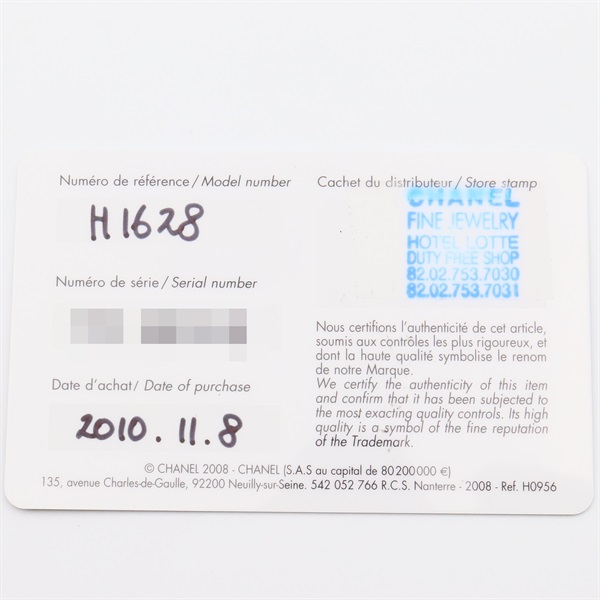 Numéro de référence / Model number
H1628
Numéro de série / Serial number
Date d'achat / Date of purchase
2010.11.8
Cachet du distributeur / Store stamp
CHANEL
FINE JEWELRY
HOTEL LOTTE
DUTY FREE SHOP
82.02.753.7030
82.02.753.7031
Nous certifions l'authenticité de cet article,
soumis aux contrôles les plus rigoureux, et
dont la haute qualité symbolise le renom
de notre Marque.
We certify the authenticity of this item
and confirm that it has been subjected to
the most exacting quality controls. Its high
quality is a symbol of the fine reputation
of the Trademark.
© CHANEL 2008 - CHANEL (S.A.S au capital de 80 200 000 €)
135, avenue Charles-de-Gaulle, 92200 Neuilly-sur-Seine. 542 052 766 R.C.S. Nanterre - 2008 - Ref. H0956